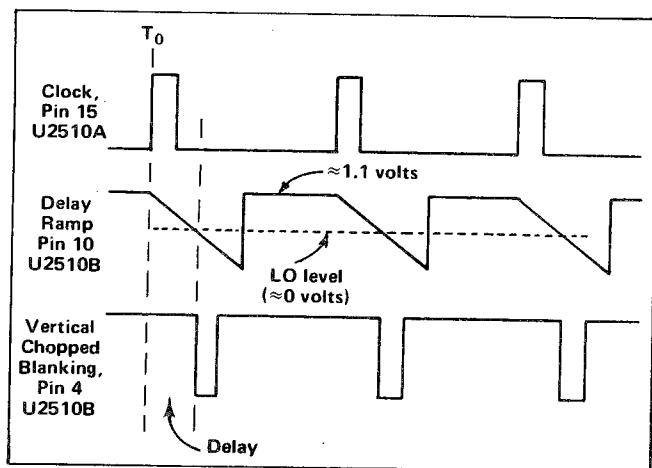 T0
Clock,
Pin 15
U2510A
≈1.1 volts
Delay
Ramp
Pin 10
U2510B
LO level
(≈0 volts)
Vertical
Chopped
Blanking,
Pin 4
U2510B
Delay